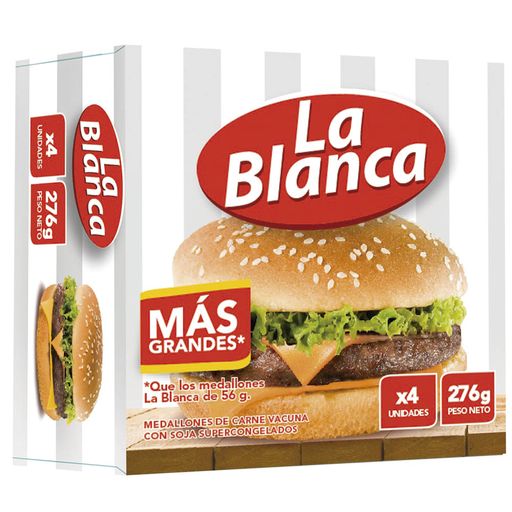 La
Blanca
x4
UNIDADES
276g
PESO NETO
La
Blanca
MÁS
GRANDES*
*Que los medallones
La Blanca de 56 g.
MEDALLONES DE CARNE VACUNA
CON SOJA SUPERCONGELADOS
x4
UNIDADES
276g
PESO NETO